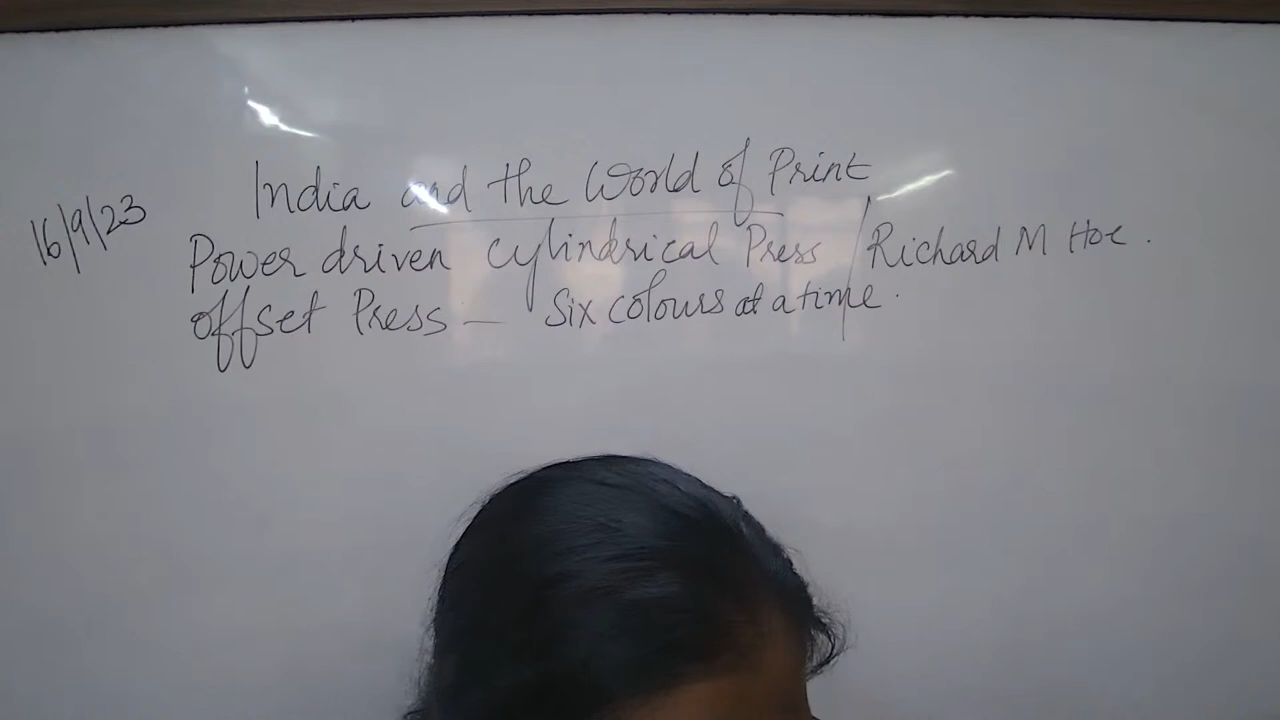 India and the World of Print
16/9/23
Power driven cylindrical Press / Richard M Hoe.
offset Press - Six colours at a time.